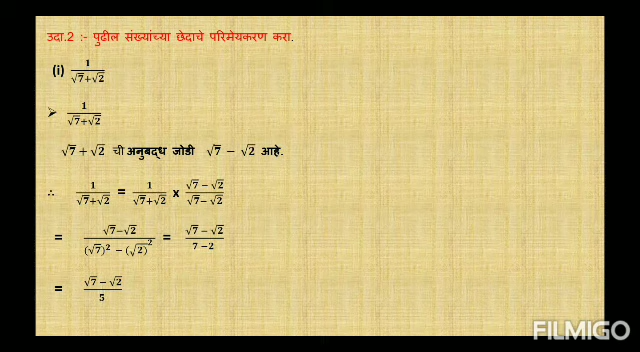 उदा.2 :- पुढील संख्यांच्या छेदाचे परिमेयकरण करा.
(i) 1/(√7+√2)
➢ 1/(√7+√2)
√7 + √2 ची अनुबद्ध जोडी √7 − √2 आहे.
∴ 1/(√7+√2) = 1/(√7+√2) x (√7 − √2)/(√7− √2)
= (√7−√2)/((√7)² − (√2)²) = (√7 − √2)/(7 −2)
= (√7 − √2)/5
FILMIGO